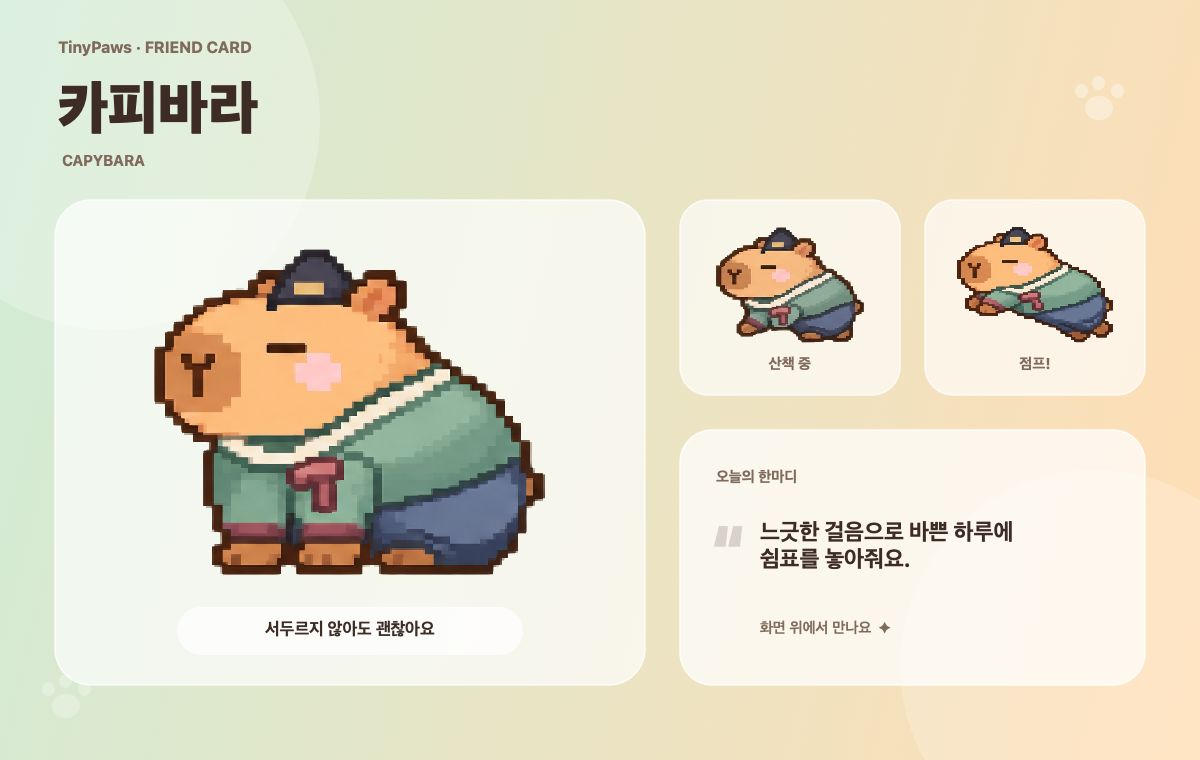 TinyPaws · FRIEND CARD
카피바라
CAPYBARA
서두르지 않아도 괜찮아요
산책 중
점프!
오늘의 한마디
느긋한 걸음으로 바쁜 하루에
쉼표를 놓아줘요.
화면 위에서 만나요 ✦